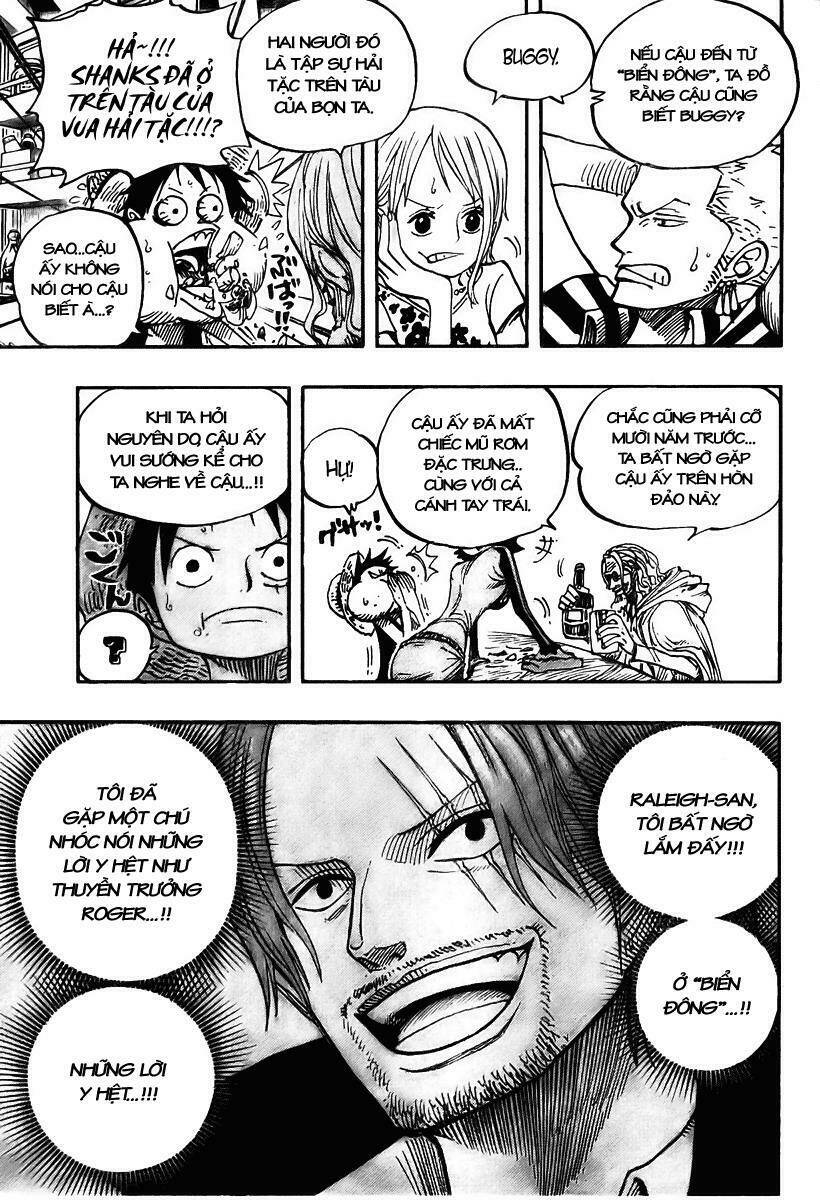 NẾU CẬU ĐẾN TỪ
"BIỂN ĐÔNG", TA ĐỒ
RẰNG CẬU CŨNG
BIẾT BUGGY?
BUGGY.
HAI NGƯỜI ĐÓ
LÀ TẬP SỰ HẢI
TẶC TRÊN TÀU
CỦA BỌN TA.
HẢ~!!!
SHANKS ĐÃ Ở
TRÊN TÀU CỦA
VUA HẢI TẶC!!!?
SAO...CẬU
ẤY KHÔNG
NÓI CHO CẬU
BIẾT À...?
ぶばっ!!
CHẮC CŨNG PHẢI CỠ
MƯỜI NĂM TRƯỚC...
TA BẤT NGỜ GẶP
CẬU ẤY TRÊN HÒN
ĐẢO NÀY.
CẬU ẤY ĐÃ MẤT
CHIẾC MŨ RƠM
ĐẶC TRƯNG..
CÙNG VỚI CẢ
CÁNH TAY TRÁI.
HỰ!
KHI TA HỎI
NGUYÊN DO, CẬU ẤY
VUI SƯỚNG KỂ CHO
TA NGHE VỀ CẬU...!!
?
RALEIGH-SAN,
TÔI BẤT NGỜ
LẮM ĐẤY!!!
Ở "BIỂN
ĐÔNG"...!!
TÔI ĐÃ
GẶP MỘT CHÚ
NHÓC NÓI NHỮNG
LỜI Y HỆT NHƯ
THUYỀN TRƯỞNG
ROGER...!!
NHỮNG LỜI
Y HỆT...!!!